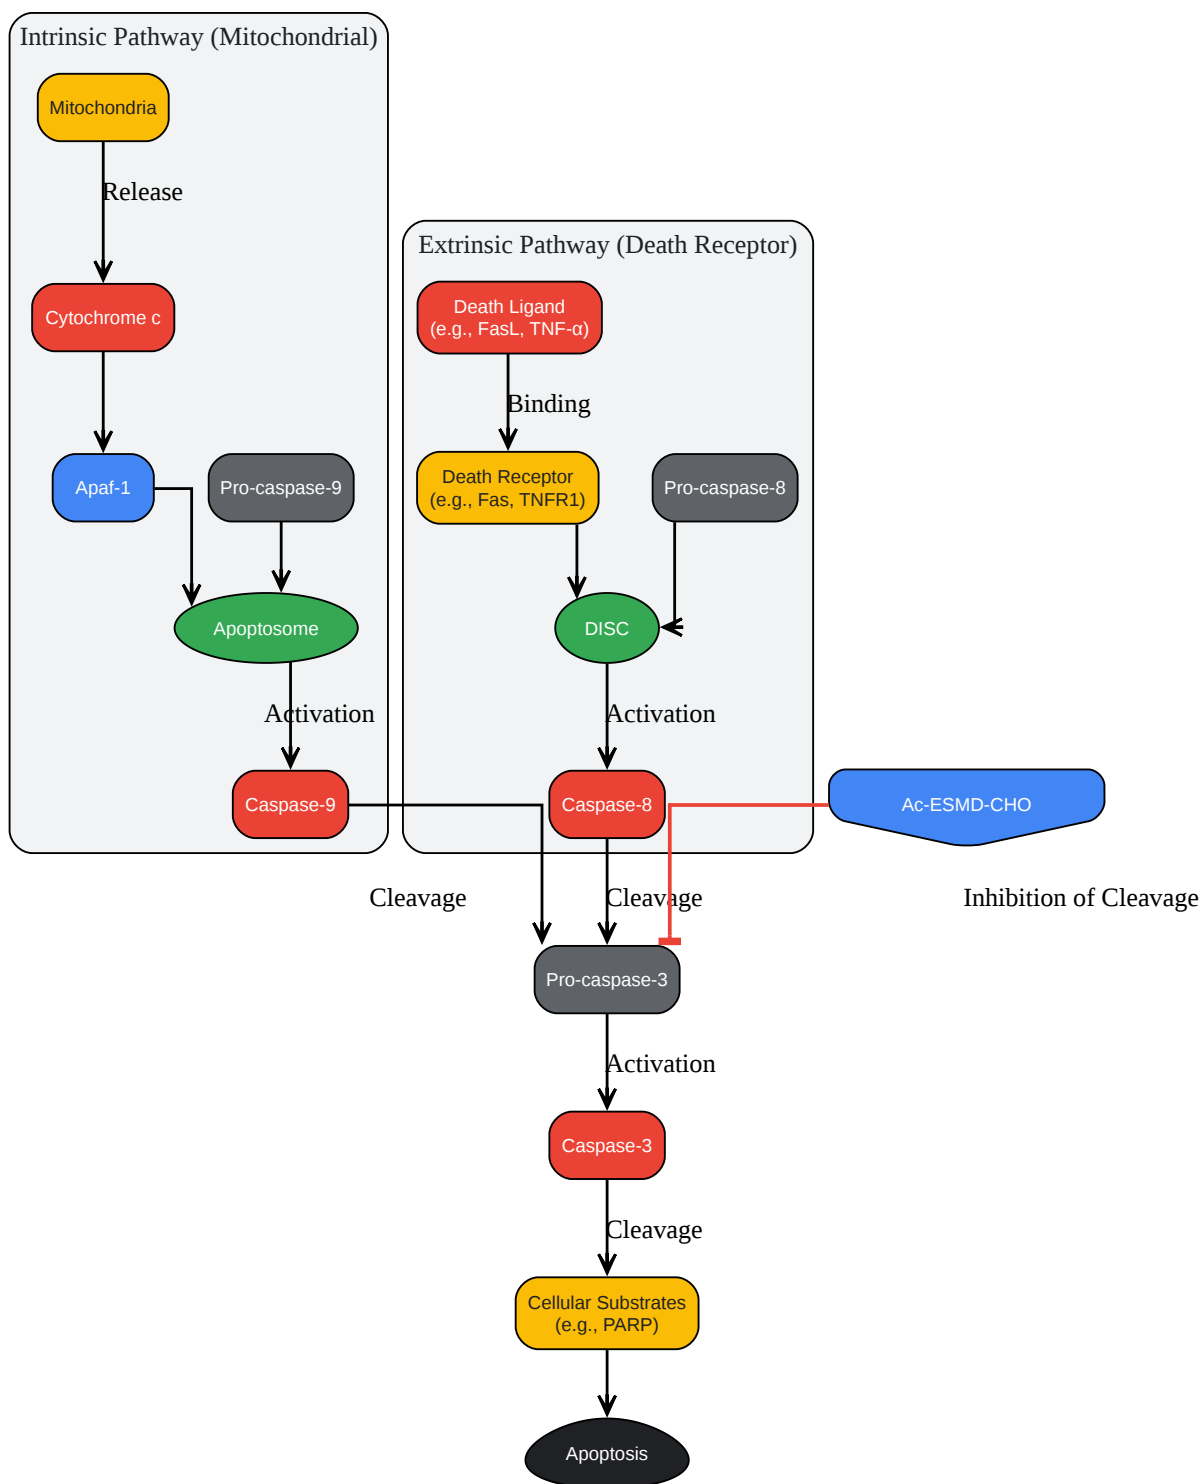 Intrinsic Pathway (Mitochondrial)
Mitochondria
Release
Cytochrome c
Apaf-1
Pro-caspase-9
Apoptosome
Activation
Caspase-9
Extrinsic Pathway (Death Receptor)
Death Ligand
(e.g., FasL, TNF-α)
Binding
Death Receptor
(e.g., Fas, TNFR1)
Pro-caspase-8
DISC
Activation
Caspase-8
Ac-ESMD-CHO
Cleavage
Cleavage
Inhibition of Cleavage
Pro-caspase-3
Activation
Caspase-3
Cleavage
Cellular Substrates
(e.g., PARP)
Apoptosis